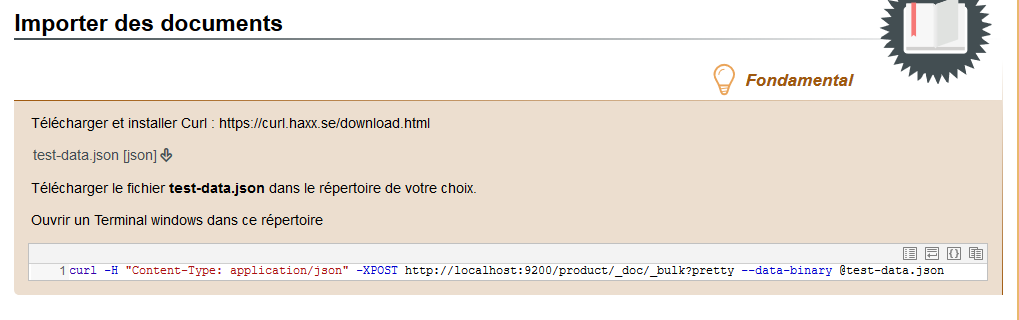 Importer des documents
Fondamental
Télécharger et installer Curl : https://curl.haxx.se/download.html
test-data.json [json]
Télécharger le fichier test-data.json dans le répertoire de votre choix.
Ouvrir un Terminal windows dans ce répertoire
1 curl -H "Content-Type: application/json" -XPOST http://localhost:9200/product/_doc/_bulk?pretty --data-binary @test-data.json